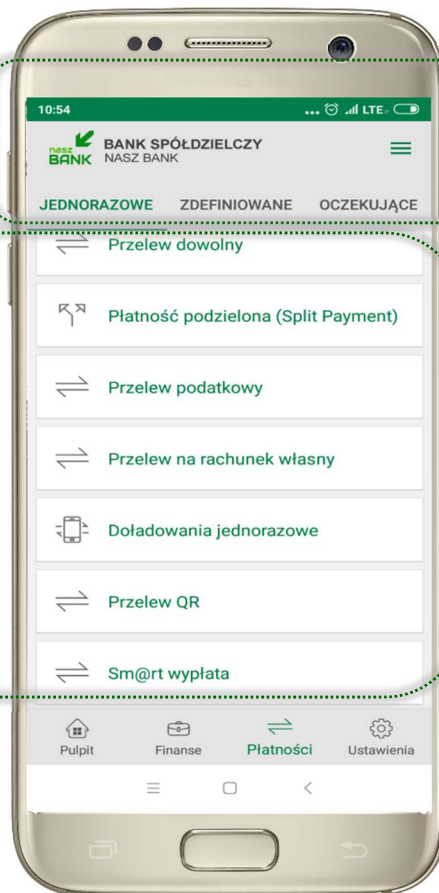 10:54 ... LTE
nasz BANK
BANK SPÓŁDZIELCZY
NASZ BANK
JEDNORAZOWE ZDEFINIOWANE OCZEKUJĄCE
Przelew dowolny
Płatność podzielona (Split Payment)
Przelew podatkowy
Przelew na rachunek własny
Doładowania jednorazowe
Przelew QR
Sm@rt wypłata
Pulpit Finanse Płatności Ustawienia